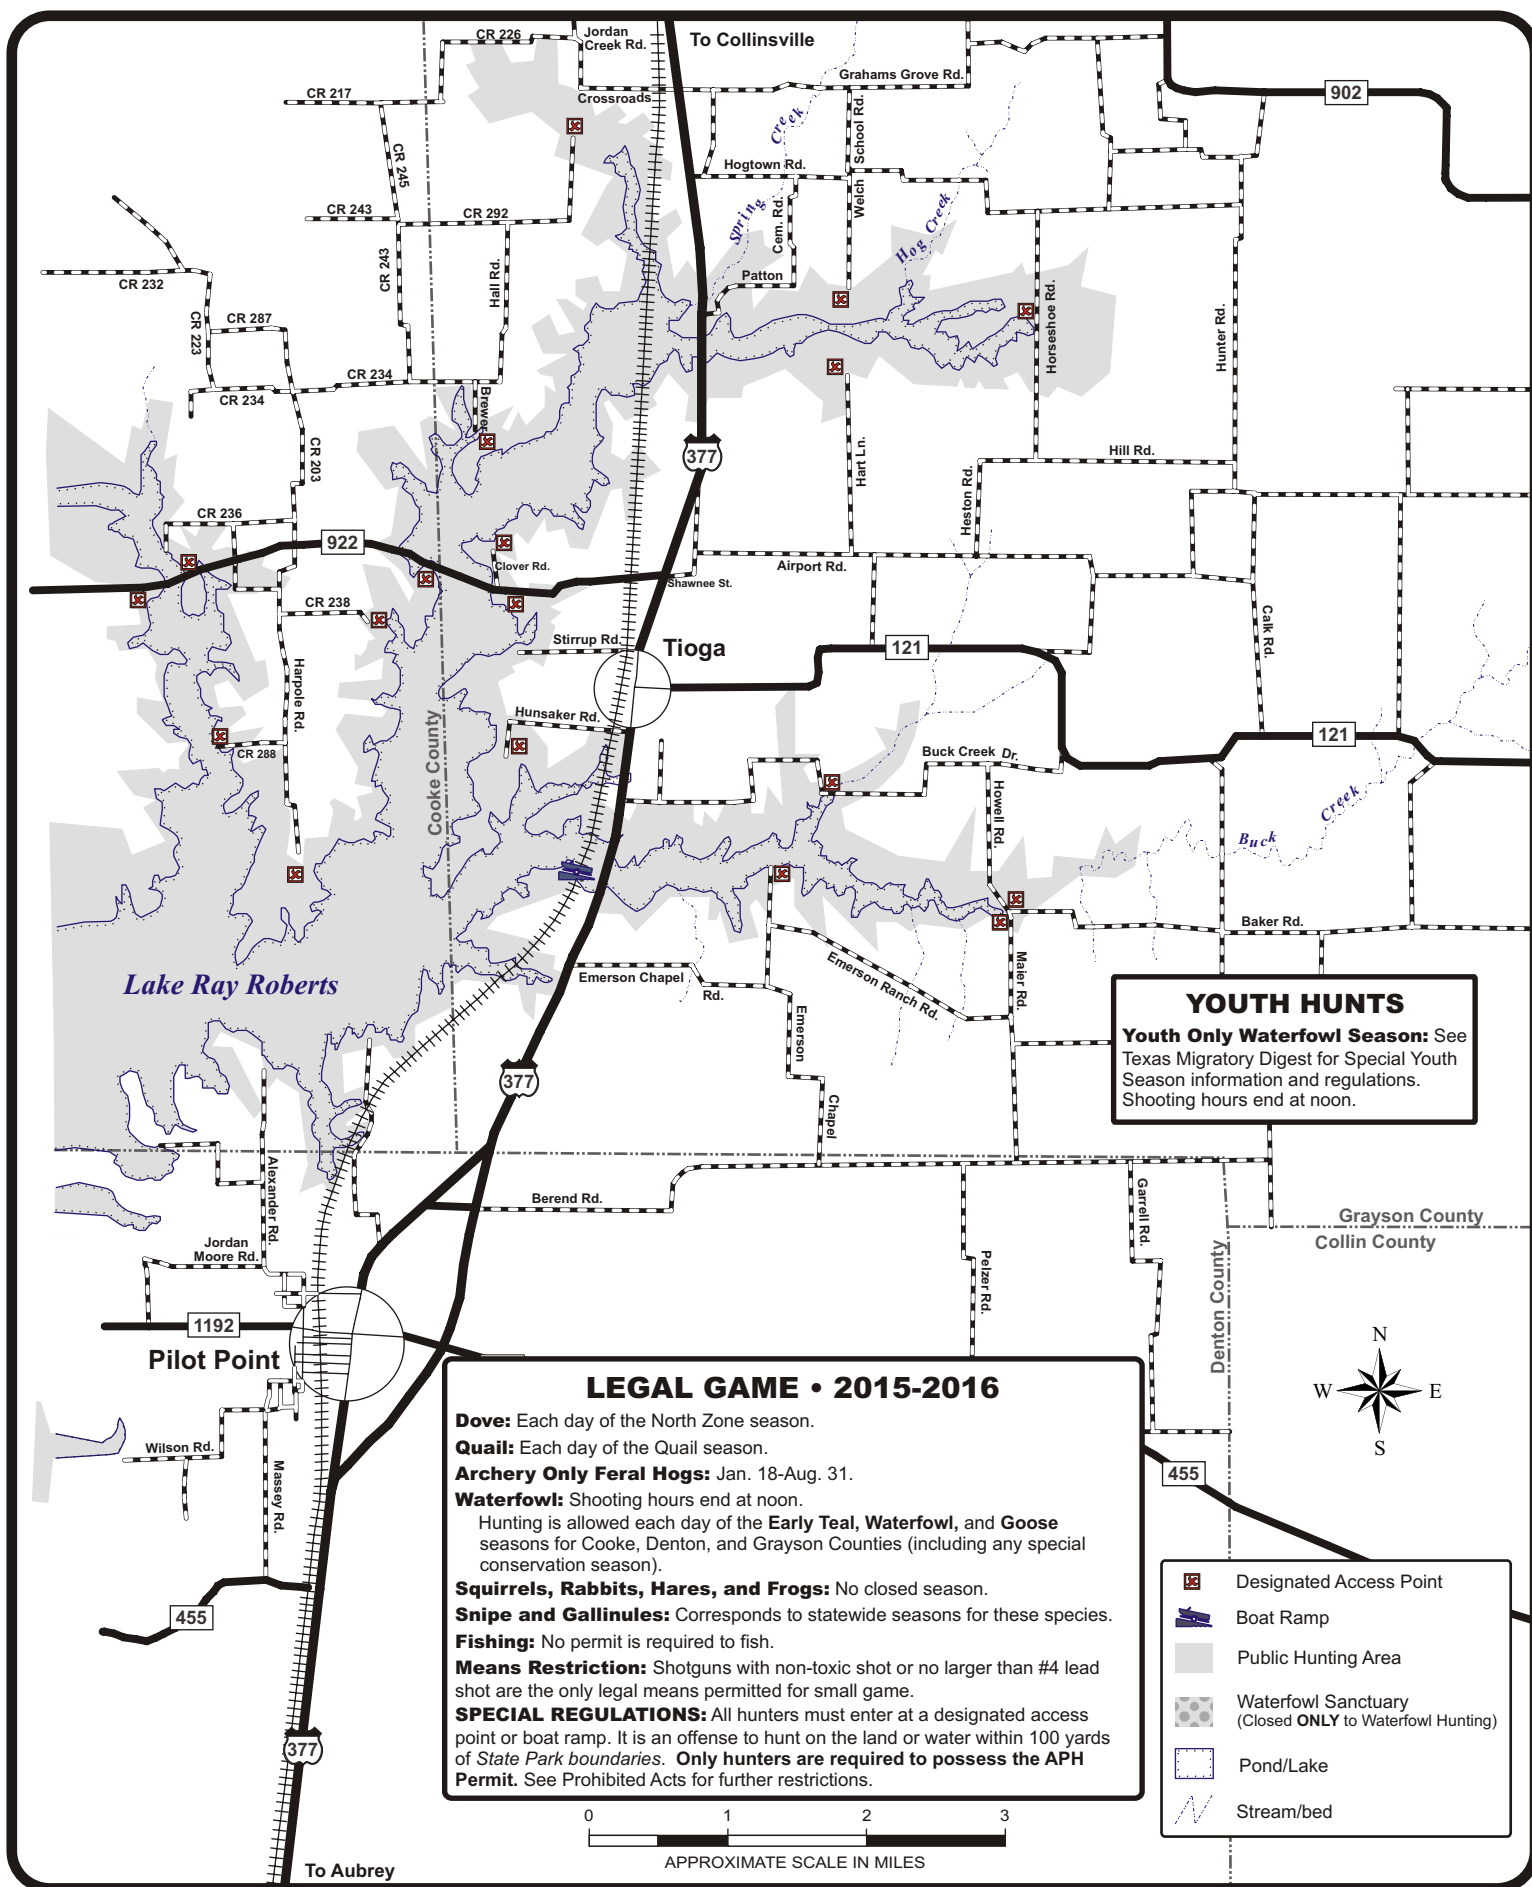 CR 226
Jordan
Creek Rd.
To Collinsville
Grahams Grove Rd.
902
CR 217
Crossroads
Spring Creek
School Rd.
Welch
CR 245
Hogtown Rd.
Cem. Rd.
Hog Creek
CR 243
CR 292
CR 243
Hall Rd.
Patton
CR 232
CR 223
CR 287
Horseshoe Rd.
Hunter Rd.
CR 234
CR 234
Brewer
CR 203
377
Hart Ln.
Heston Rd.
Hill Rd.
CR 236
922
Clover Rd.
Shawnee St.
Airport Rd.
CR 238
Stirrup Rd.
Tioga
121
Calk Rd.
Harpole Rd.
Cooke County
Hunsaker Rd.
CR 288
Buck Creek Dr.
121
Howell Rd.
Buck Creek
Baker Rd.
Lake Ray Roberts
Emerson Chapel
Rd.
Emerson Ranch Rd.
Maier Rd.
Emerson
Chapel
377
YOUTH HUNTS
Youth Only Waterfowl Season: See
Texas Migratory Digest for Special Youth
Season information and regulations.
Shooting hours end at noon.
Alexander Rd.
Berend Rd.
Garrell Rd.
Grayson County
Collin County
Denton County
Jordan
Moore Rd.
Pelzer Rd.
1192
Pilot Point
N
W E
S
Wilson Rd.
Massey Rd.
455
455
377
To Aubrey
LEGAL GAME • 2015-2016
Dove: Each day of the North Zone season.
Quail: Each day of the Quail season.
Archery Only Feral Hogs: Jan. 18-Aug. 31.
Waterfowl: Shooting hours end at noon.
Hunting is allowed each day of the Early Teal, Waterfowl, and Goose
seasons for Cooke, Denton, and Grayson Counties (including any special
conservation season).
Squirrels, Rabbits, Hares, and Frogs: No closed season.
Snipe and Gallinules: Corresponds to statewide seasons for these species.
Fishing: No permit is required to fish.
Means Restriction: Shotguns with non-toxic shot or no larger than #4 lead
shot are the only legal means permitted for small game.
SPECIAL REGULATIONS: All hunters must enter at a designated access
point or boat ramp. It is an offense to hunt on the land or water within 100 yards
of State Park boundaries. Only hunters are required to possess the APH
Permit. See Prohibited Acts for further restrictions.
Designated Access Point
Boat Ramp
Public Hunting Area
Waterfowl Sanctuary
(Closed ONLY to Waterfowl Hunting)
Pond/Lake
Stream/bed
0 1 2 3
APPROXIMATE SCALE IN MILES